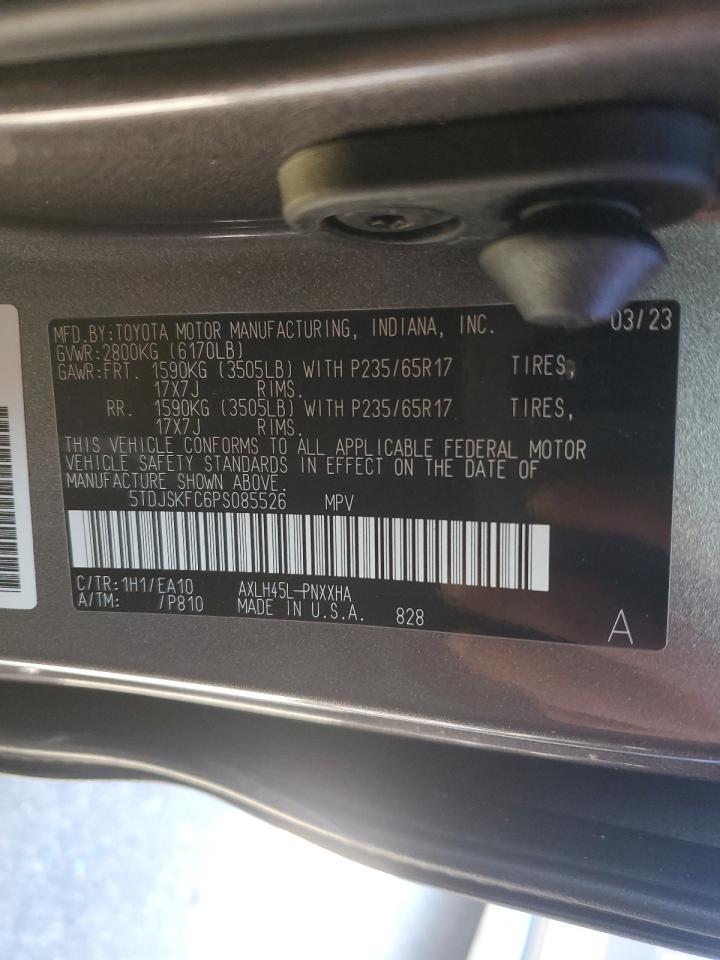 MFD.BY:TOYOTA MOTOR MANUFACTURING, INDIANA, INC. 03/23
GVWR:2800KG (6170LB)
GAWR:FRT. 1590KG (3505LB) WITH P235/65R17 TIRES,
17X7J RIMS.
RR. 1590KG (3505LB) WITH P235/65R17 TIRES,
17X7J RIMS.
THIS VEHICLE CONFORMS TO ALL APPLICABLE FEDERAL MOTOR
VEHICLE SAFETY STANDARDS IN EFFECT ON THE DATE OF
MANUFACTURE SHOWN ABOVE.
5TDJSKFC6PS085526 MPV
C/TR:1H1/EA10 AXLH45L-PNXXHA
A/TM: /P810 MADE IN U.S.A. 828
A